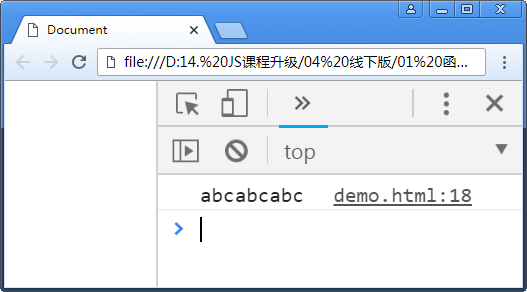 Document
file:///D:14.%20JS课程升级/04%20线下版/01%20函...
top
abcabcabc demo.html:18